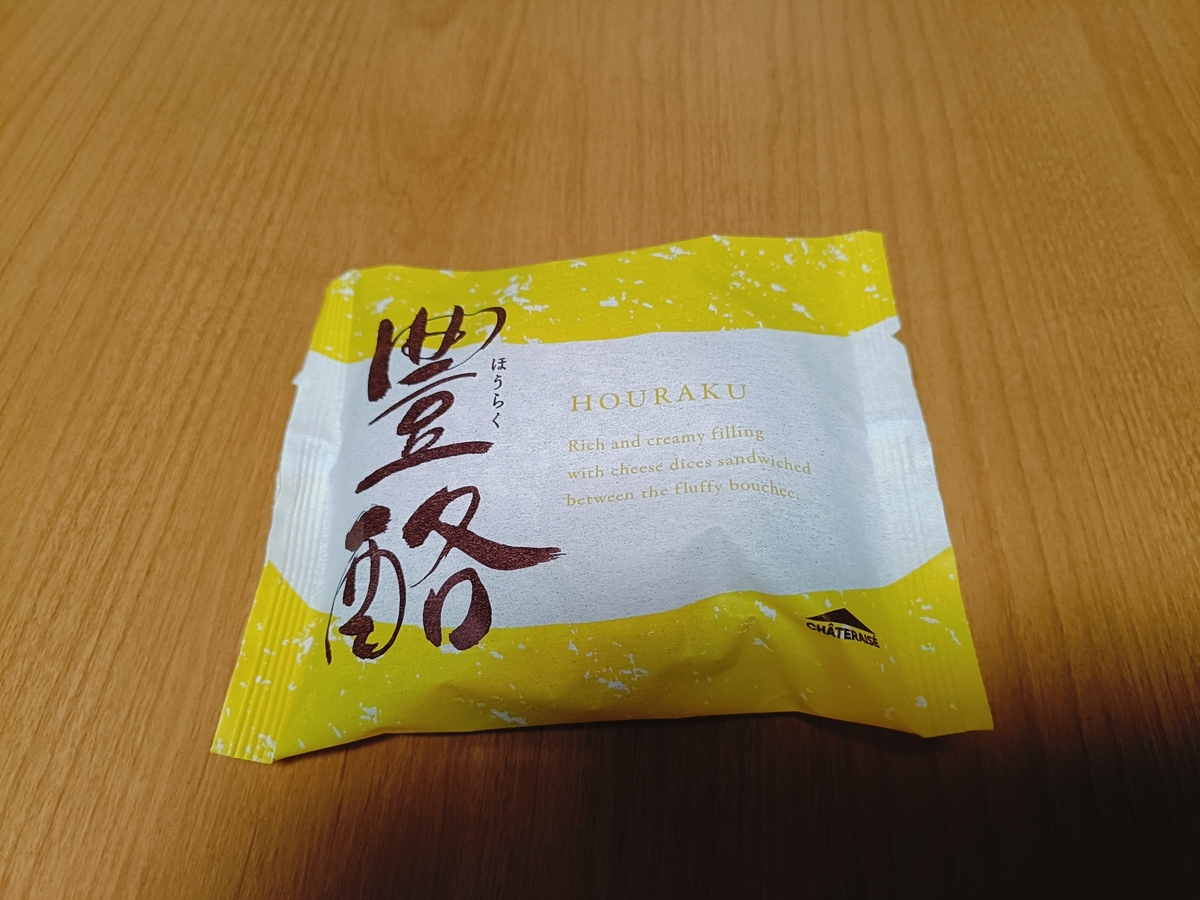 豊酪
ほうらく
HOURAKU
Rich and creamy filling
with cheese dices sandwiched
between the fluffy bouchee.
CHÂTERAISÉ